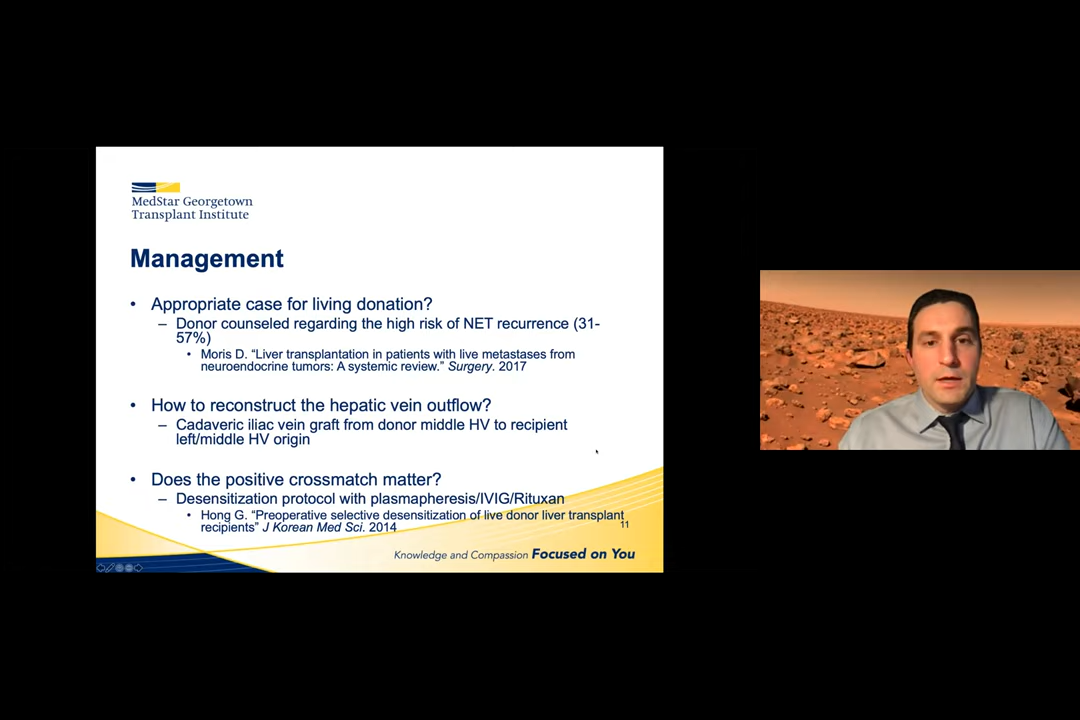 MedStar Georgetown
Transplant Institute
Management
• Appropriate case for living donation?
– Donor counseled regarding the high risk of NET recurrence (31-
57%)
• Moris D. “Liver transplantation in patients with live metastases from
neuroendocrine tumors: A systemic review.” Surgery. 2017
• How to reconstruct the hepatic vein outflow?
– Cadaveric iliac vein graft from donor middle HV to recipient
left/middle HV origin
• Does the positive crossmatch matter?
– Desensitization protocol with plasmapheresis/IVIG/Rituxan
• Hong G. “Preoperative selective desensitization of live donor liver transplant
recipients” J Korean Med Sci. 2014
11
Knowledge and Compassion Focused on You